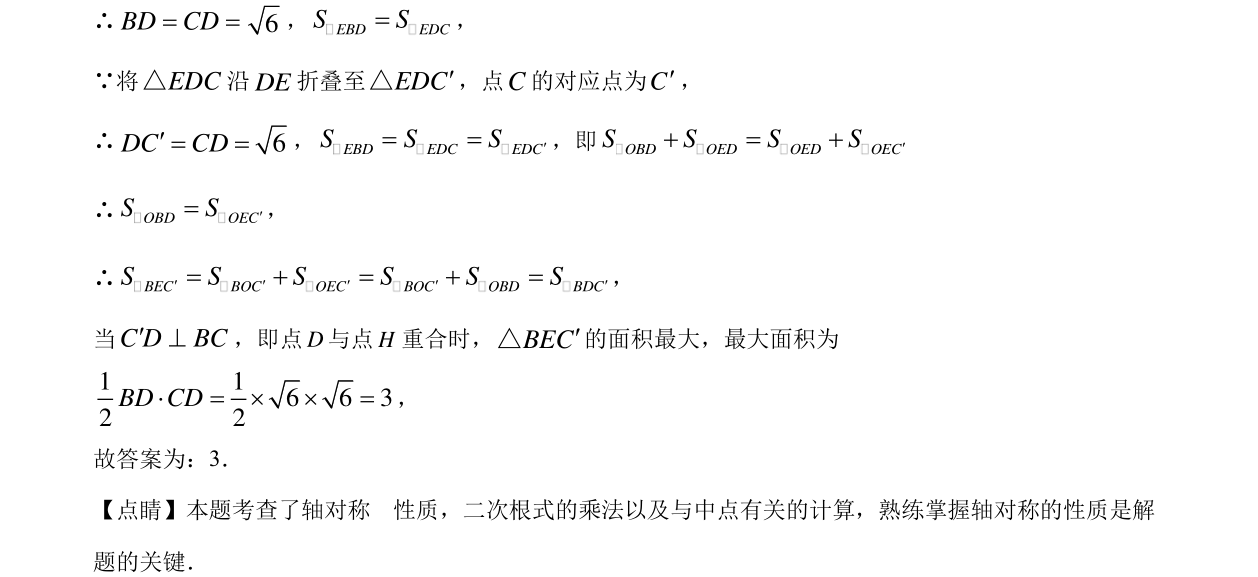 ∴ BD = CD = √6，S□EBD = S□EDC，
∵将△EDC沿DE折叠至△EDC′，点C的对应点为C′，
∴ DC′ = CD = √6，S□EBD = S□EDC = S□EDC′，即S□OBD + S□OED = S□OED + S□OEC′
∴ S□OBD = S□OEC′，
∴ S□BEC′ = S□BOC′ + S□OEC′ = S□BOC′ + S□OBD = S□BDC′，
当C′D ⊥ BC，即点D与点H 重合时，△BEC′的面积最大，最大面积为
1/2 BD·CD = 1/2 × √6 × √6 = 3，
故答案为：3．
【点睛】本题考查了轴对称 性质，二次根式的乘法以及与中点有关的计算，熟练掌握轴对称的性质是解
题的关键．